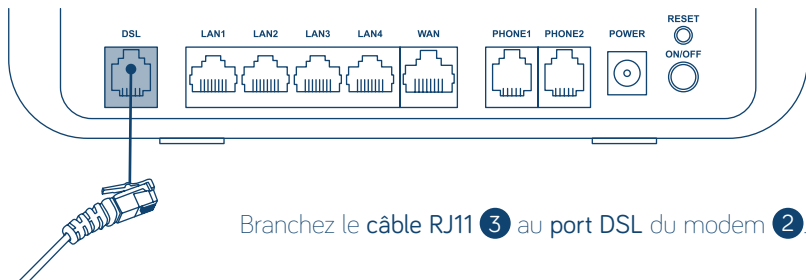 RESET
DSL LAN1 LAN2 LAN3 LAN4 WAN PHONE1 PHONE2 POWER
ON/OFF
Branchez le câble RJ11 3 au port DSL du modem 2.